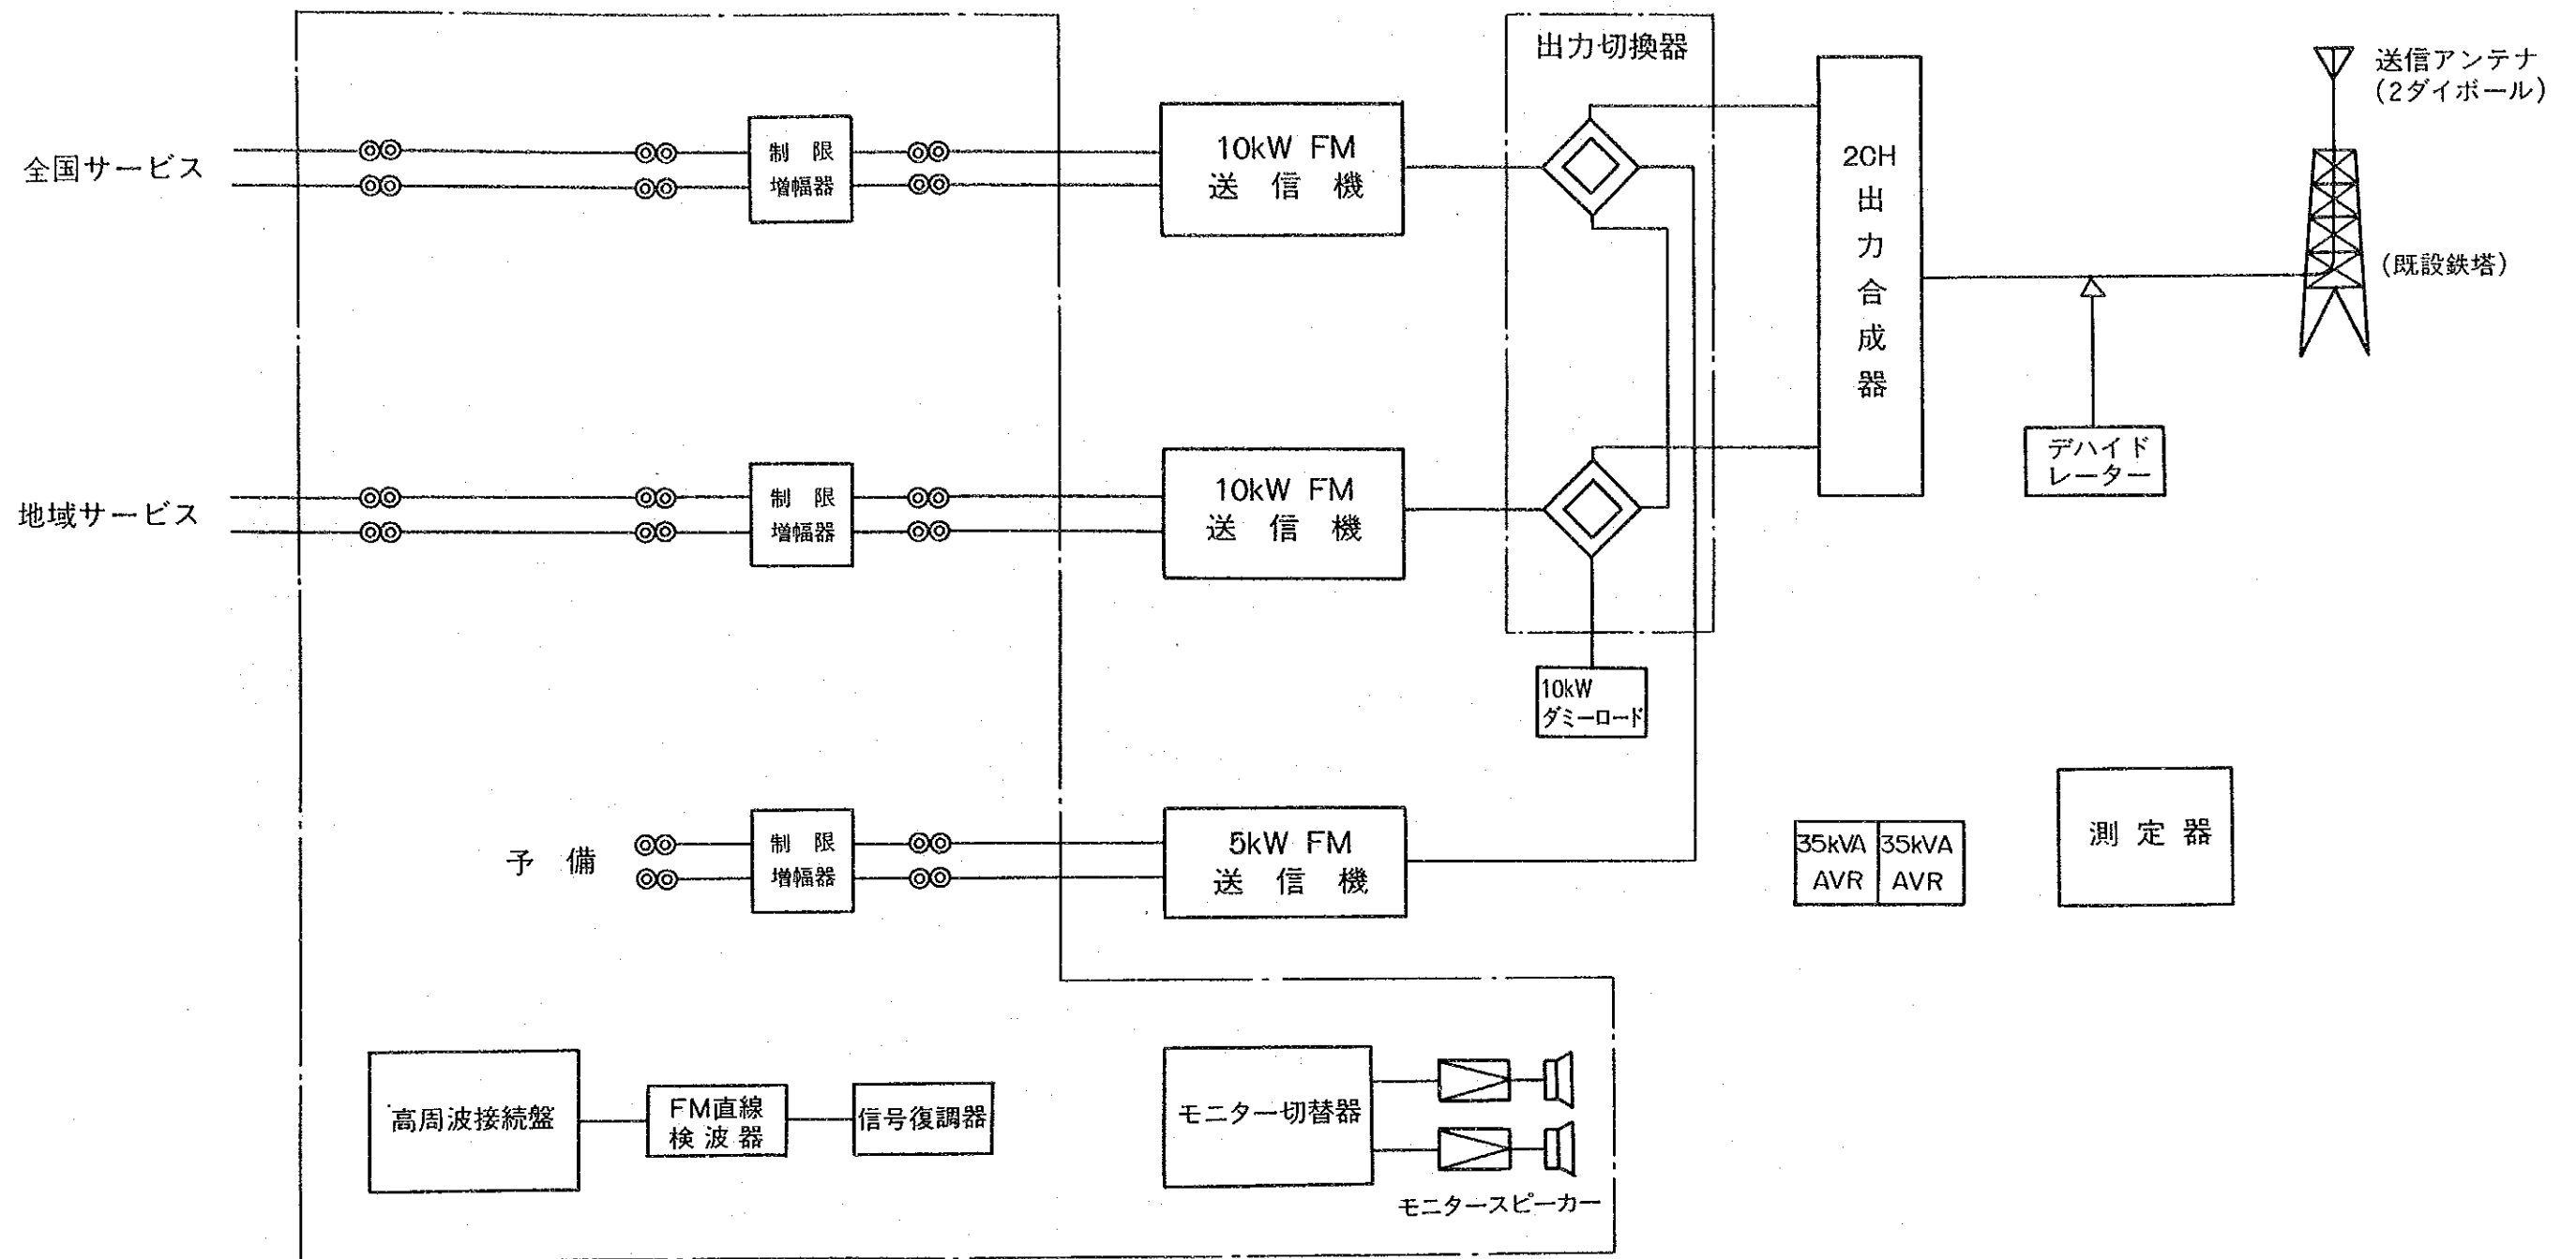 出力切換器
送信アンテナ
(2ダイボール)
全国サービス
制 限
増幅器
10kW FM
送 信 機
2CH
出
力
合
成
器
(既設鉄塔)
地域サービス
制 限
増幅器
10kW FM
送 信 機
デハイド
レーター
10kW
ダミーロード
予 備
制 限
増幅器
5kW FM
送 信 機
35kVA
AVR
35kVA
AVR
測 定 器
高周波接続盤
FM直線
検 波 器
信号復調器
モニター切替器
モニタースピーカー